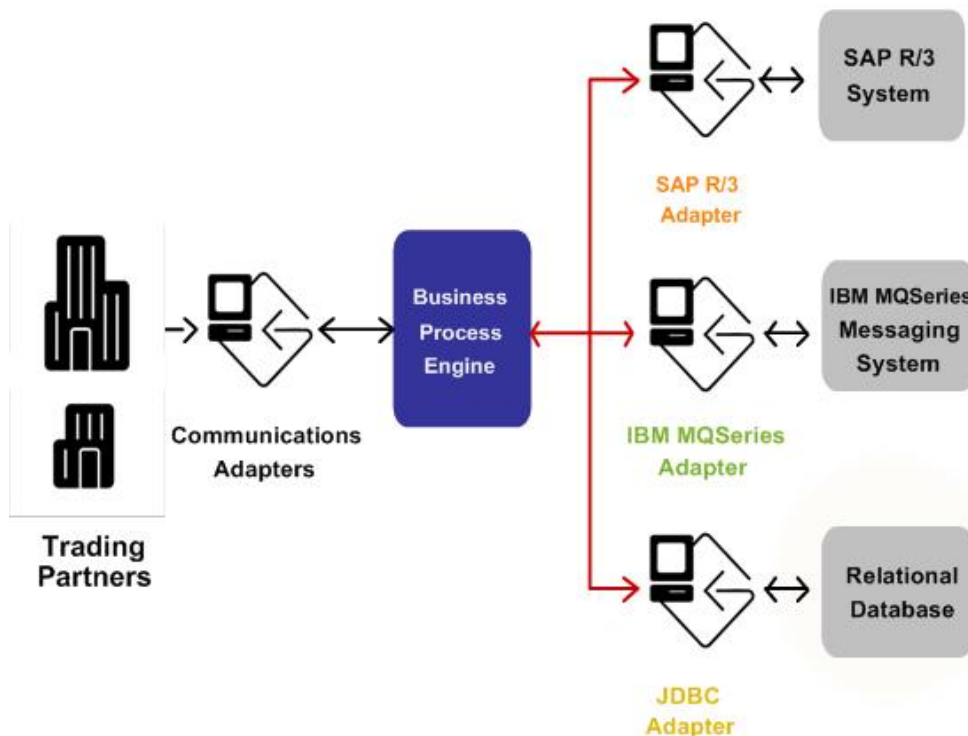 SAP R/3
System
SAP R/3
Adapter
Business
Process
Engine
IBM MQSeries
Messaging
System
Communications
Adapters
IBM MQSeries
Adapter
Trading
Partners
Relational
Database
JDBC
Adapter